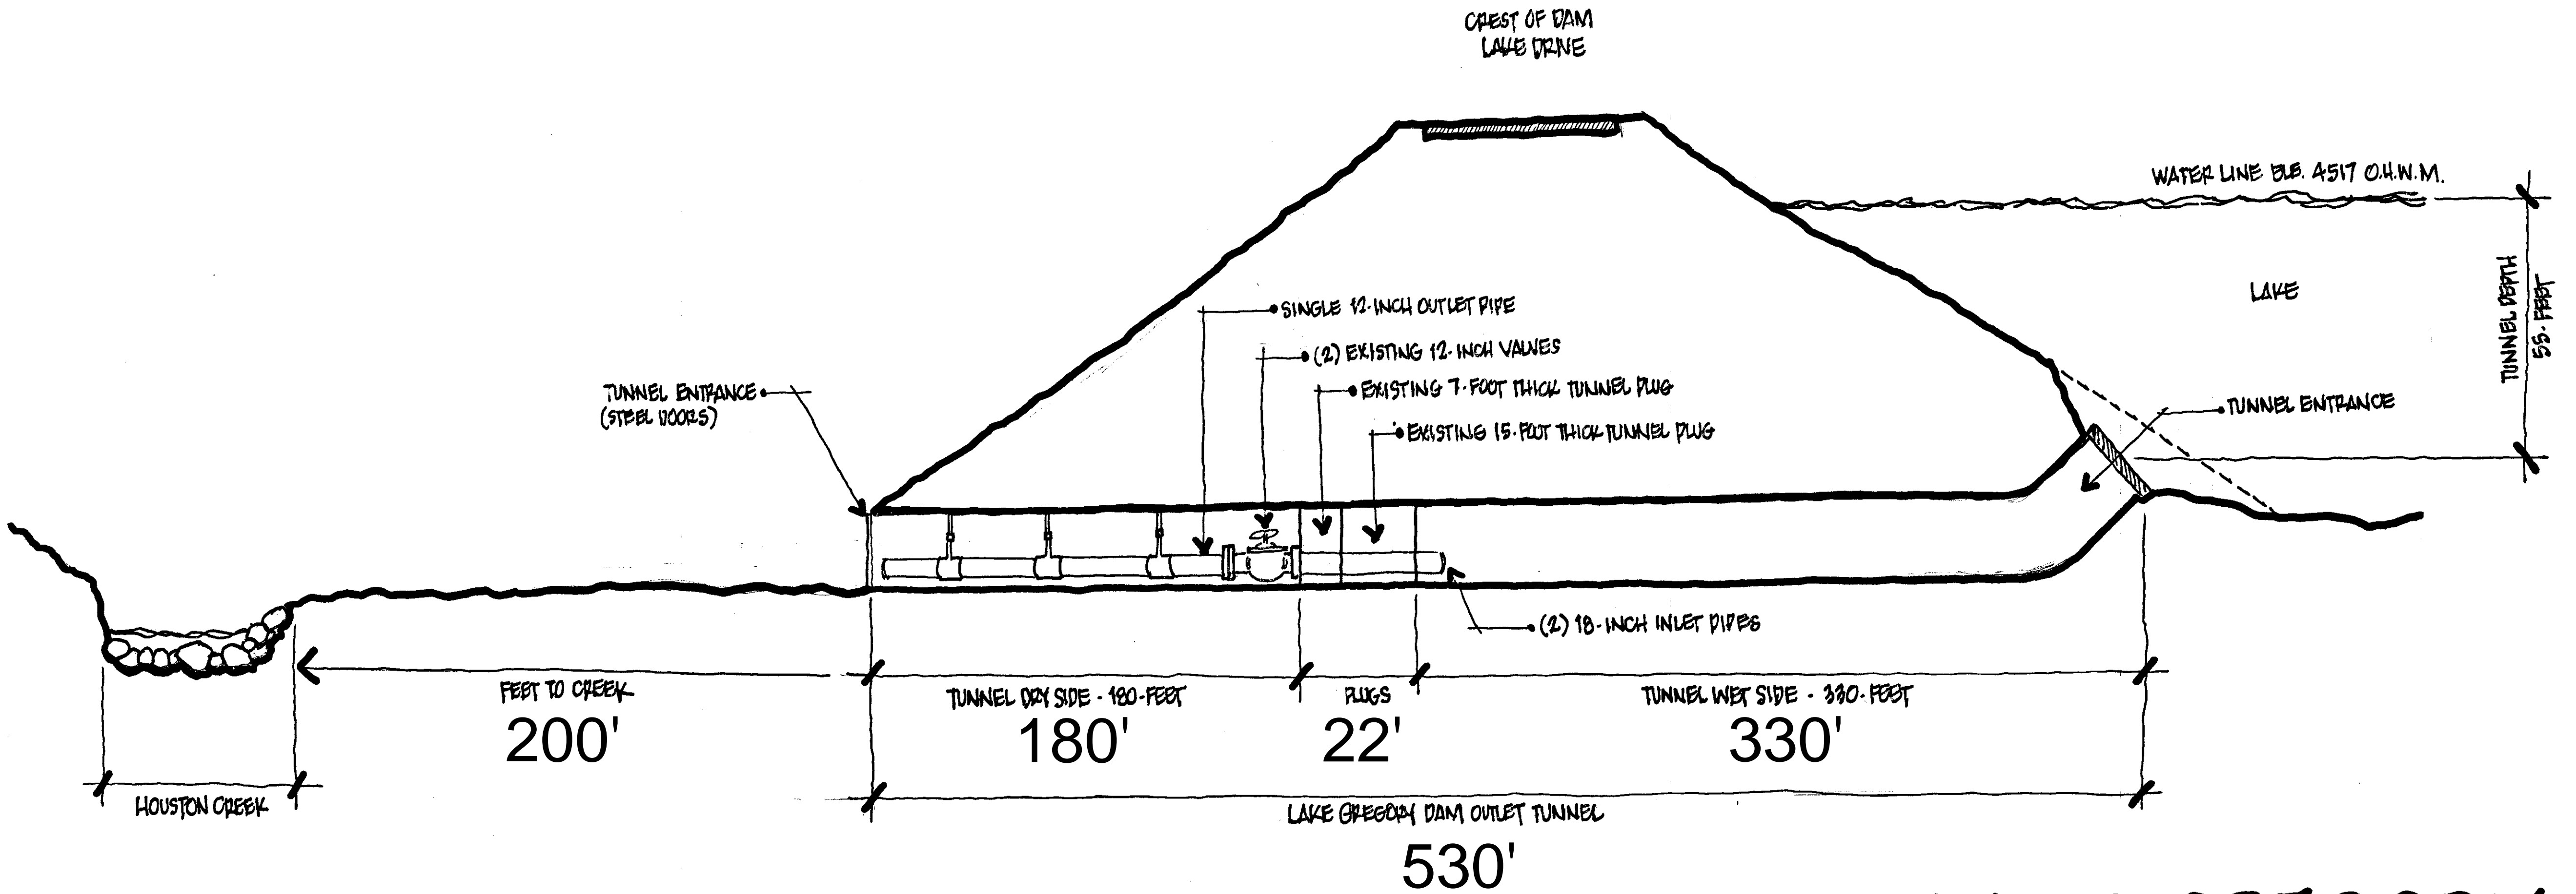 CREST OF DAM
LAKE DRIVE
WATER LINE ELE. 4517 O.H.W.M.
TUNNEL DEPTH
55-FEET
LAKE
SINGLE 12-INCH OUTLET PIPE
(2) EXISTING 12-INCH VALVES
EXISTING 7-FOOT THICK TUNNEL PLUG
EXISTING 15-FOOT THICK TUNNEL PLUG
TUNNEL ENTRANCE
(STEEL DOORS)
TUNNEL ENTRANCE
(2) 18-INCH INLET PIPES
FEET TO CREEK
200'
TUNNEL DRY SIDE - 180-FEET
180'
PLUGS
22'
TUNNEL WET SIDE - 330-FEET
330'
HOUSTON CREEK
LAKE GREGORY DAM OUTLET TUNNEL
530'